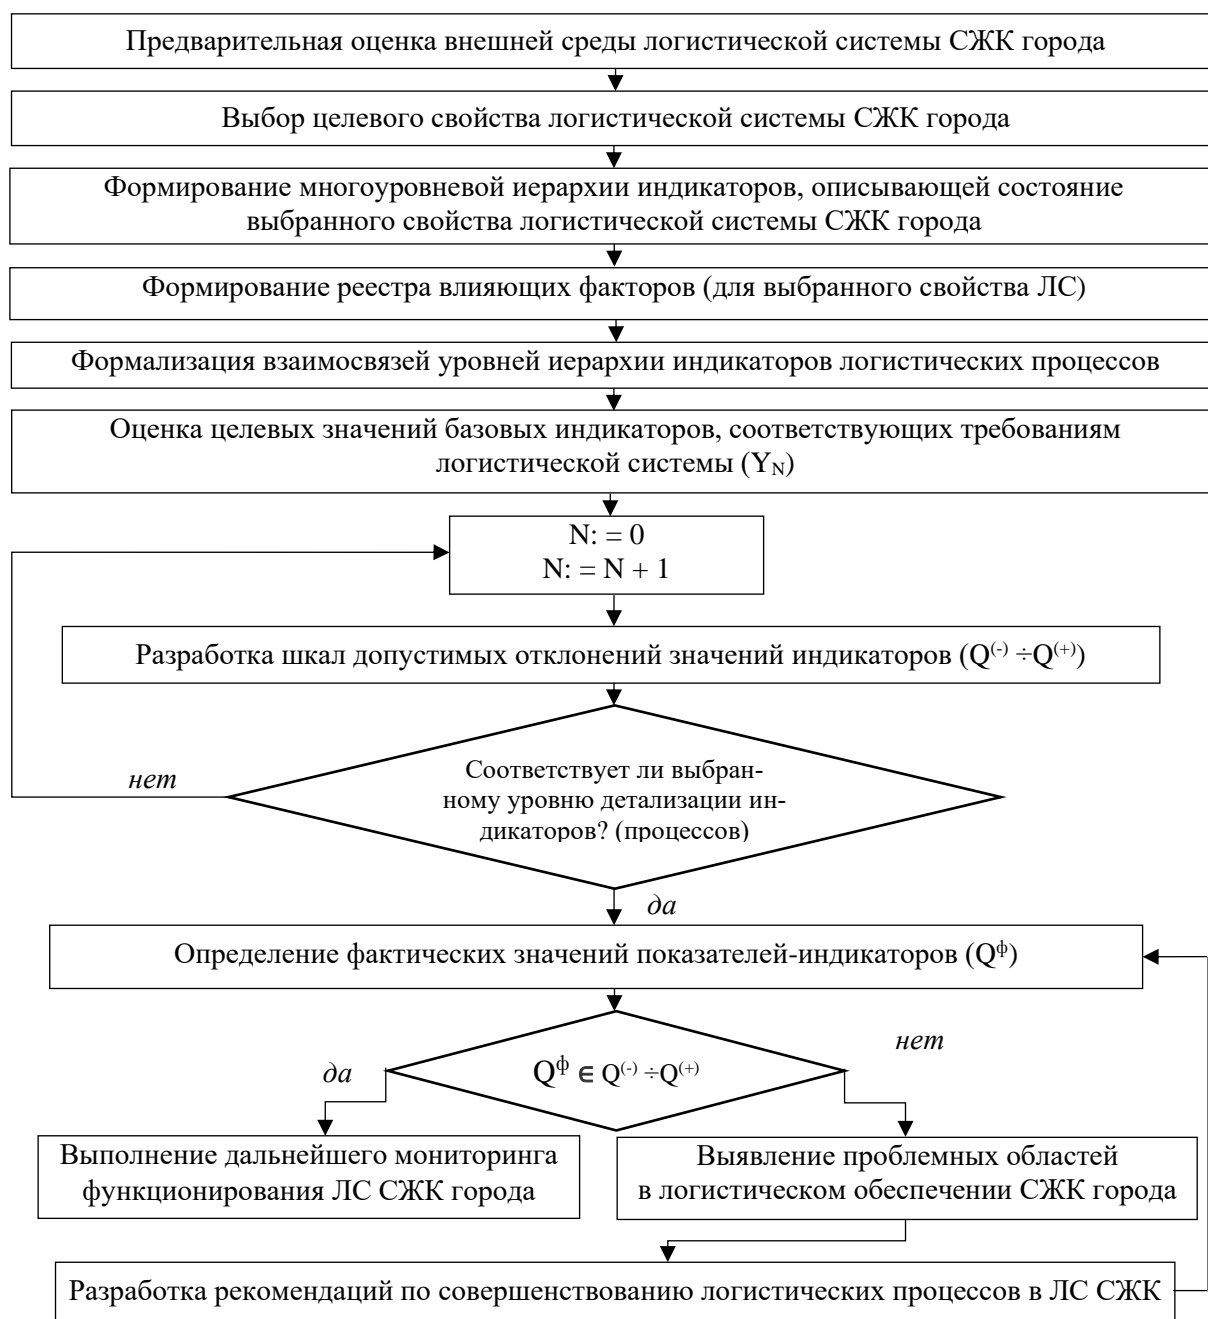 Предварительная оценка внешней среды логистической системы СЖК города
Выбор целевого свойства логистической системы СЖК города
Формирование многоуровневой иерархии индикаторов, описывающей состояние
выбранного свойства логистической системы СЖК города
Формирование реестра влияющих факторов (для выбранного свойства ЛС)
Формализация взаимосвязей уровней иерархии индикаторов логистических процессов
Оценка целевых значений базовых индикаторов, соответствующих требованиям
логистической системы (Y_N)
N: = 0
N: = N + 1
Разработка шкал допустимых отклонений значений индикаторов (Q⁽⁻⁾ ÷Q⁽⁺⁾)
нет
Соответствует ли выбран-
ному уровню детализации ин-
дикаторов? (процессов)
да
Определение фактических значений показателей-индикаторов (Q^ф)
да
Q^ф ∈ Q⁽⁻⁾ ÷Q⁽⁺⁾
нет
Выполнение дальнейшего мониторинга
функционирования ЛС СЖК города
Выявление проблемных областей
в логистическом обеспечении СЖК города
Разработка рекомендаций по совершенствованию логистических процессов в ЛС СЖК